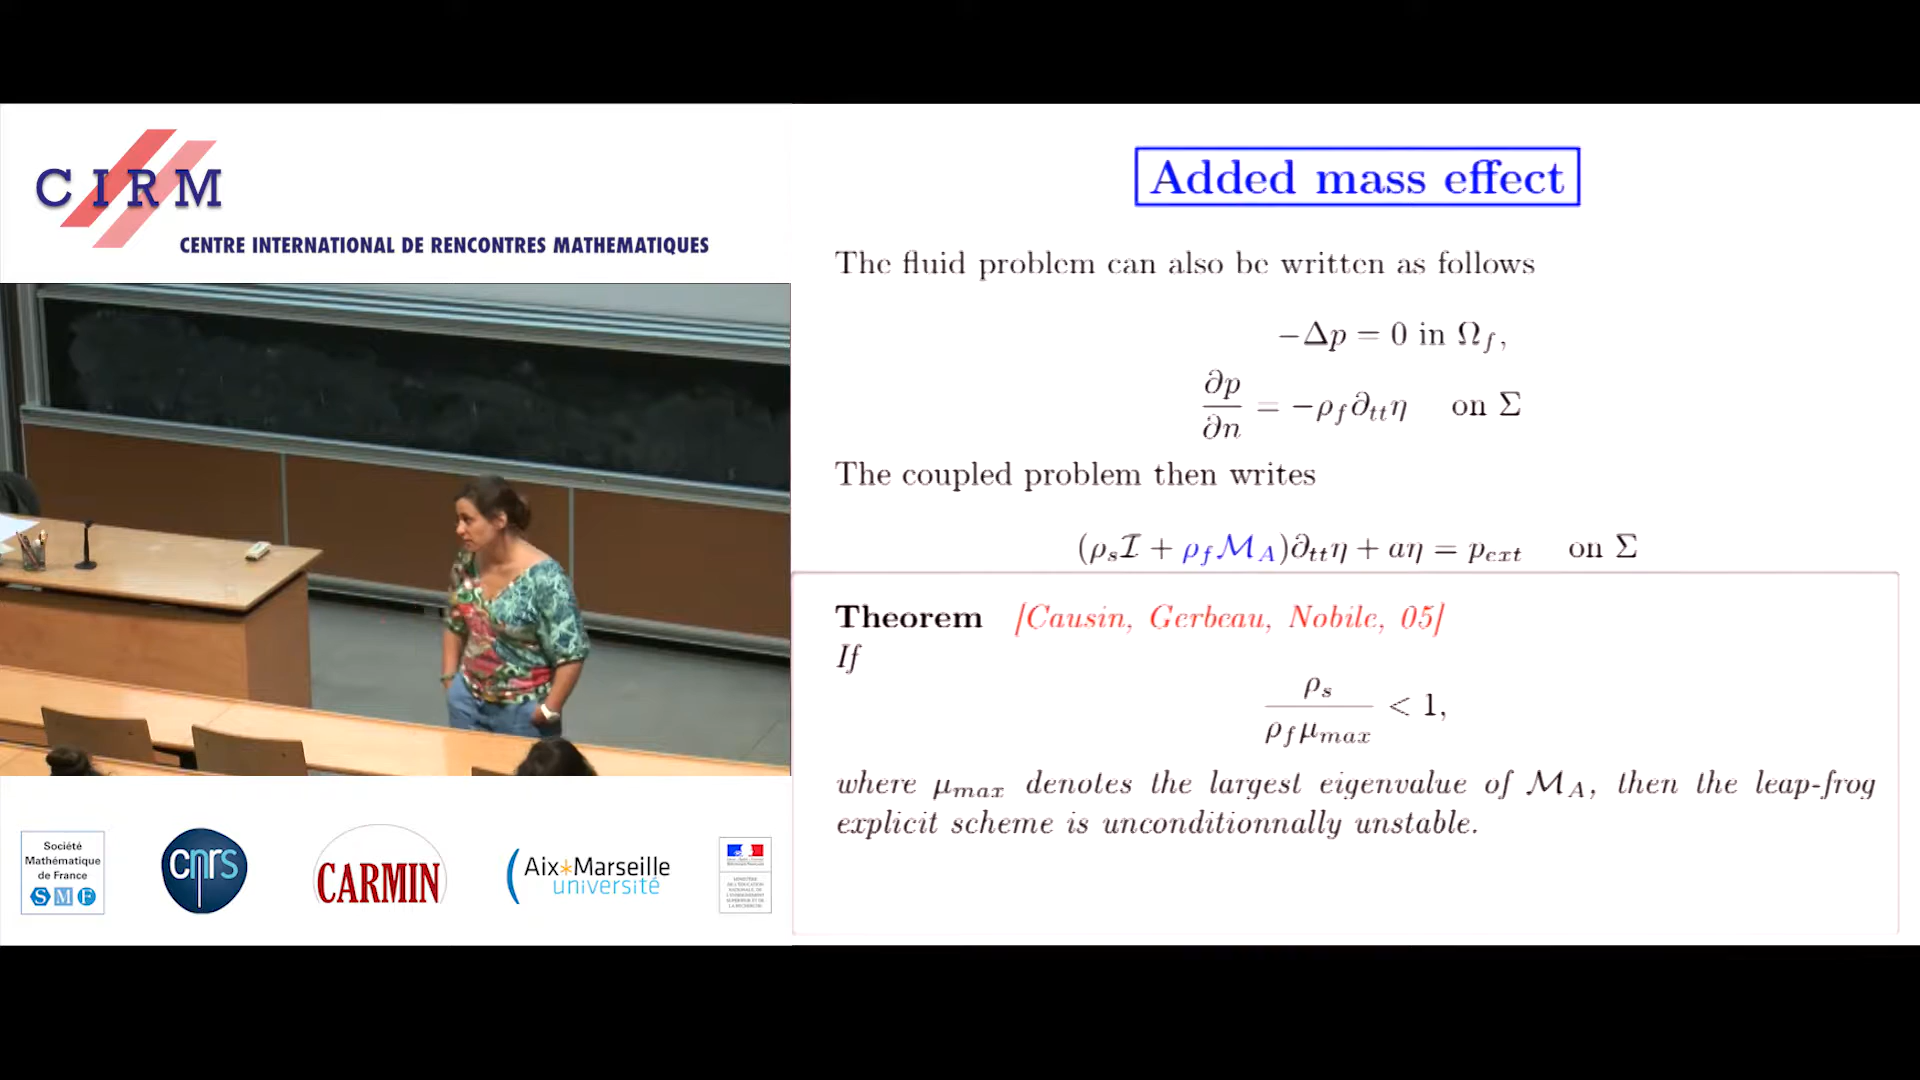 CIRM
CENTRE INTERNATIONAL DE RENCONTRES MATHEMATIQUES
Added mass effect
The fluid problem can also be written as follows
−Δp = 0 in Ω_f,
∂p/∂n = −ρ_f ∂_tt η on Σ
The coupled problem then writes
(ρ_s I + ρ_f M_A)∂_tt η + aη = p_ext on Σ
Theorem [Causin, Gerbeau, Nobile, 05]
If
ρ_s / ρ_f μ_max < 1,
where μ_max denotes the largest eigenvalue of M_A, then the leap-frog
explicit scheme is unconditionnally unstable.
Société
Mathématique
de France
SMF
cnrs
CARMIN
Aix*Marseille
université